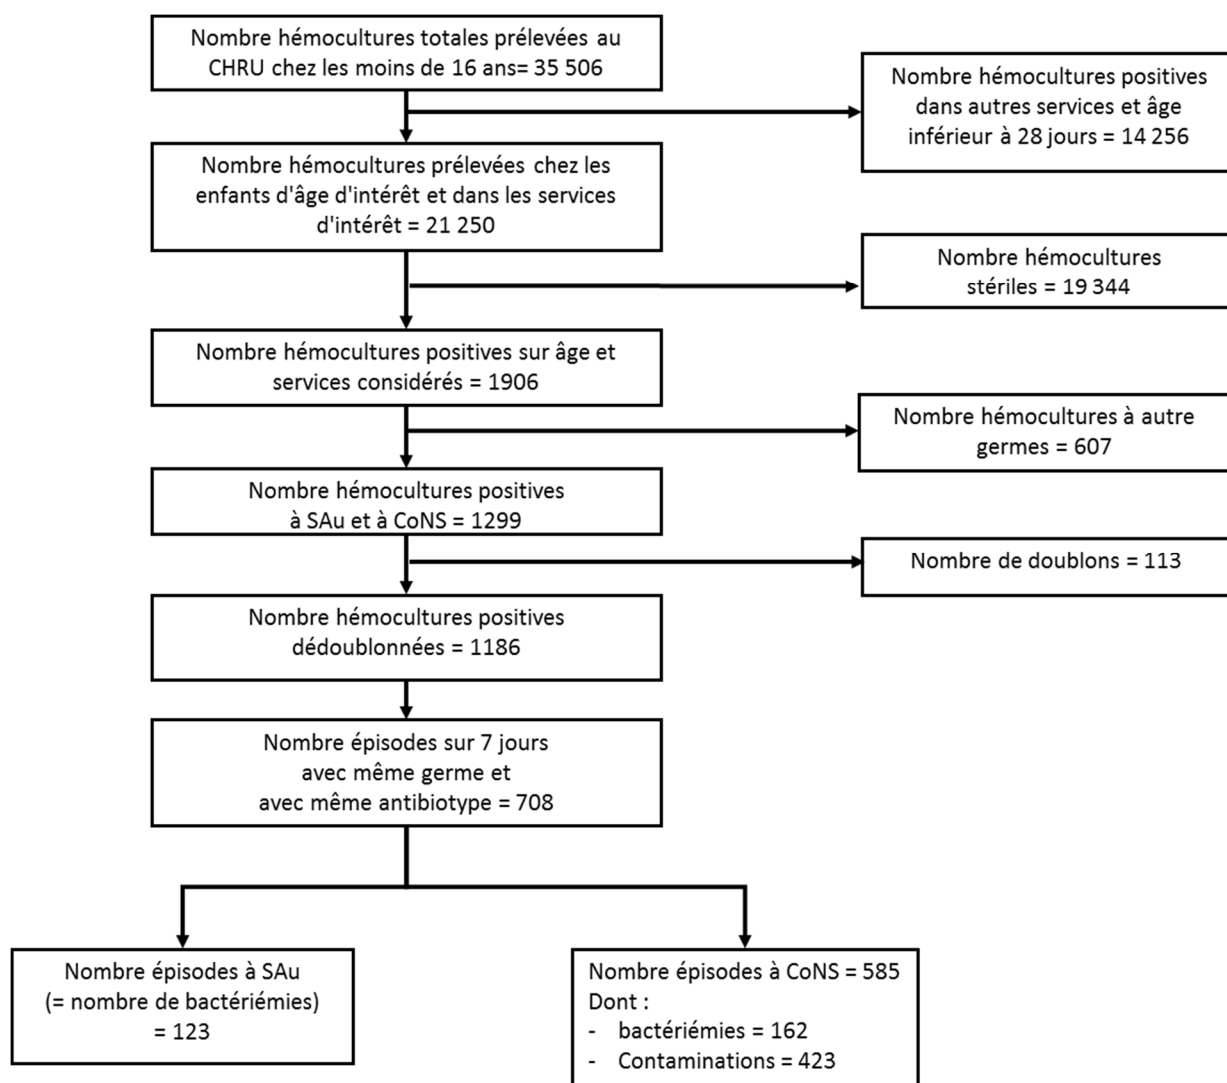 Nombre hémocultures totales prélevées au
CHRU chez les moins de 16 ans= 35 506
Nombre hémocultures positives
dans autres services et âge
inférieur à 28 jours = 14 256
Nombre hémocultures prélevées chez les
enfants d'âge d'intérêt et dans les services
d'intérêt = 21 250
Nombre hémocultures
stériles = 19 344
Nombre hémocultures positives sur âge et
services considérés = 1906
Nombre hémocultures à autre
germes = 607
Nombre hémocultures positives
à SAu et à CoNS = 1299
Nombre de doublons = 113
Nombre hémocultures positives
dédoublonnées = 1186
Nombre épisodes sur 7 jours
avec même germe et
avec même antibiotype = 708
Nombre épisodes à SAu
(= nombre de bactériémies)
= 123
Nombre épisodes à CoNS = 585
Dont :
- bactériémies = 162
- Contaminations = 423